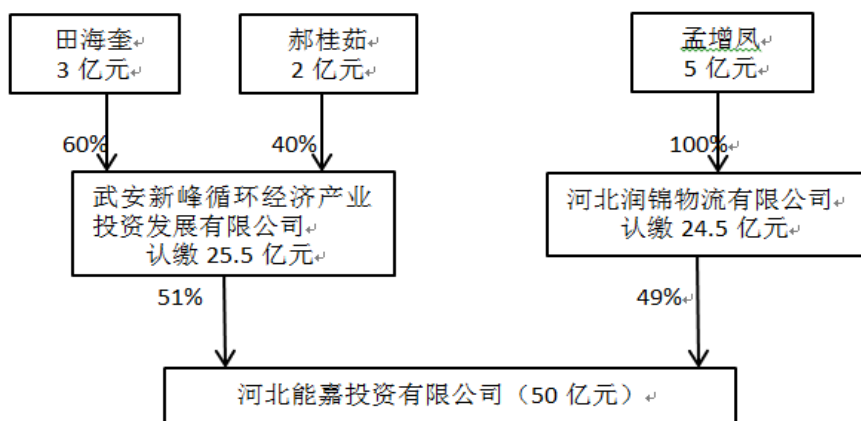 田海奎
3 亿元
郝桂茹
2 亿元
孟增凤
5 亿元
60%
40%
100%
武安新峰循环经济产业
投资发展有限公司
认缴 25.5 亿元
河北润锦物流有限公司
认缴 24.5 亿元
51%
49%
河北能嘉投资有限公司（50 亿元）